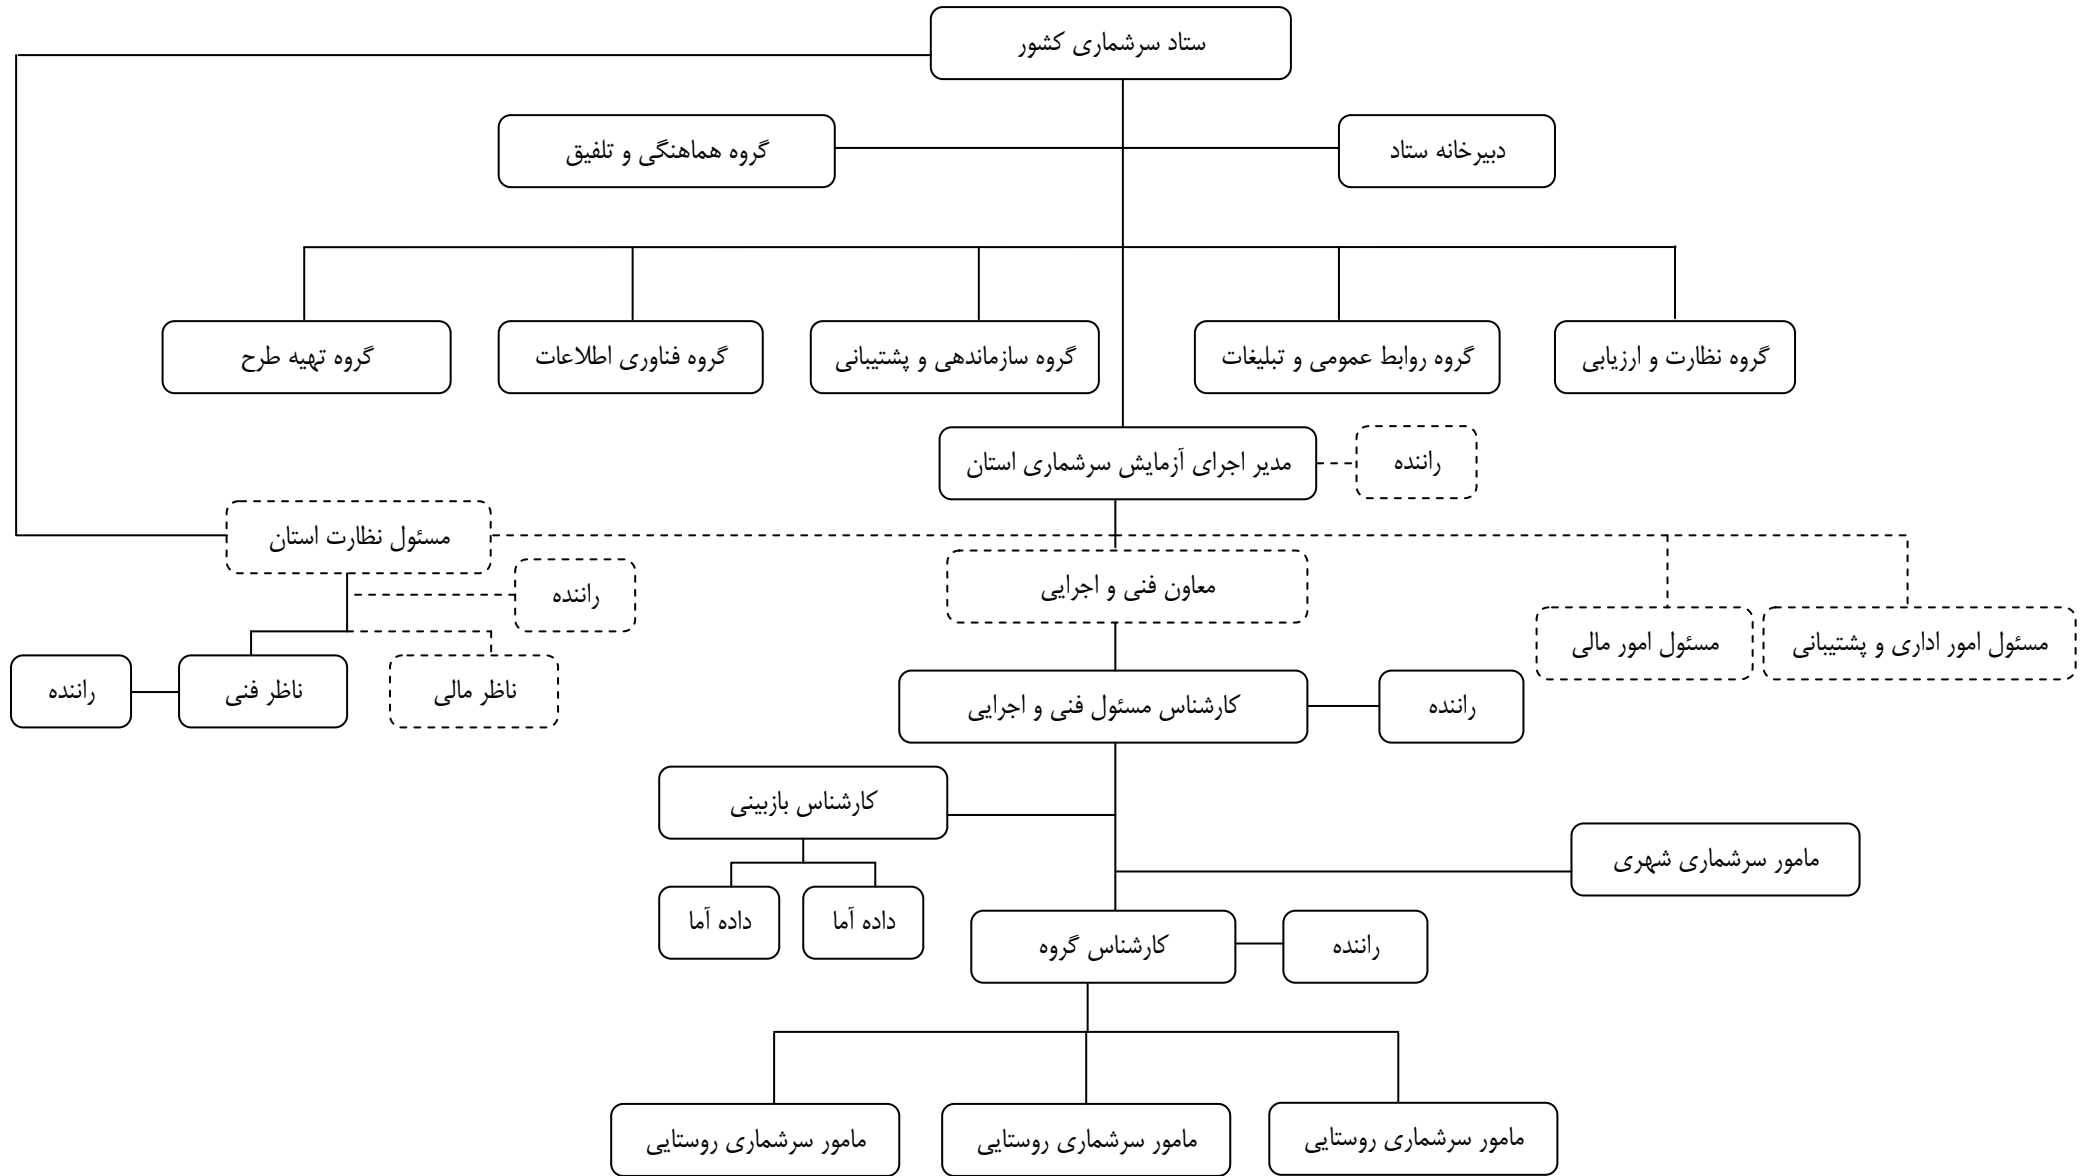 ستاد سرشماری کشور
دبیرخانه ستاد
گروه هماهنگی و تلفیق
گروه نظارت و ارزیابی
گروه روابط عمومی و تبلیغات
گروه سازماندهی و پشتیبانی
گروه فناوری اطلاعات
گروه تهیه طرح
راننده
مدیر اجرای آزمایش سرشماری استان
مسئول نظارت استان
معاون فنی و اجرایی
راننده
مسئول امور اداری و پشتیبانی
مسئول امور مالی
ناظر مالی
ناظر فنی
راننده
راننده
کارشناس مسئول فنی و اجرایی
کارشناس بازبینی
مامور سرشماری شهری
داده آما
داده آما
راننده
کارشناس گروه
مامور سرشماری روستایی
مامور سرشماری روستایی
مامور سرشماری روستایی